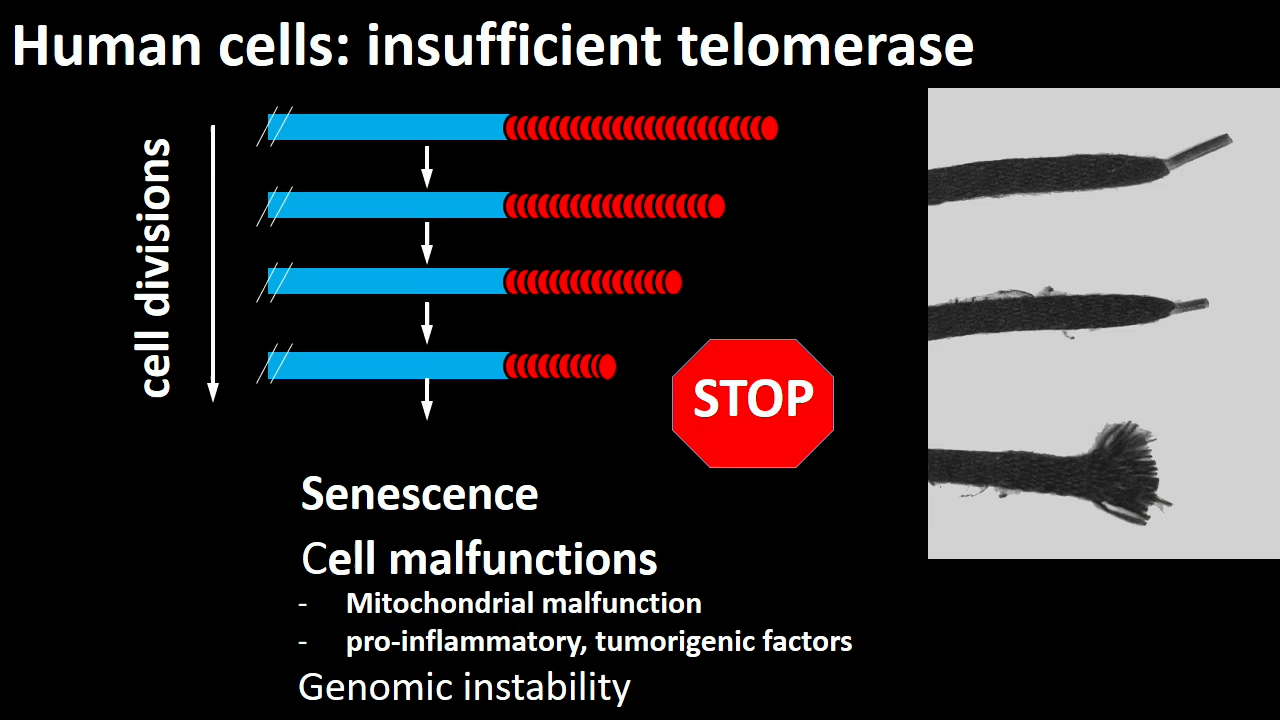 Human cells: insufficient telomerase
cell divisions
STOP
Senescence
Cell malfunctions
- Mitochondrial malfunction
- pro-inflammatory, tumorigenic factors
Genomic instability